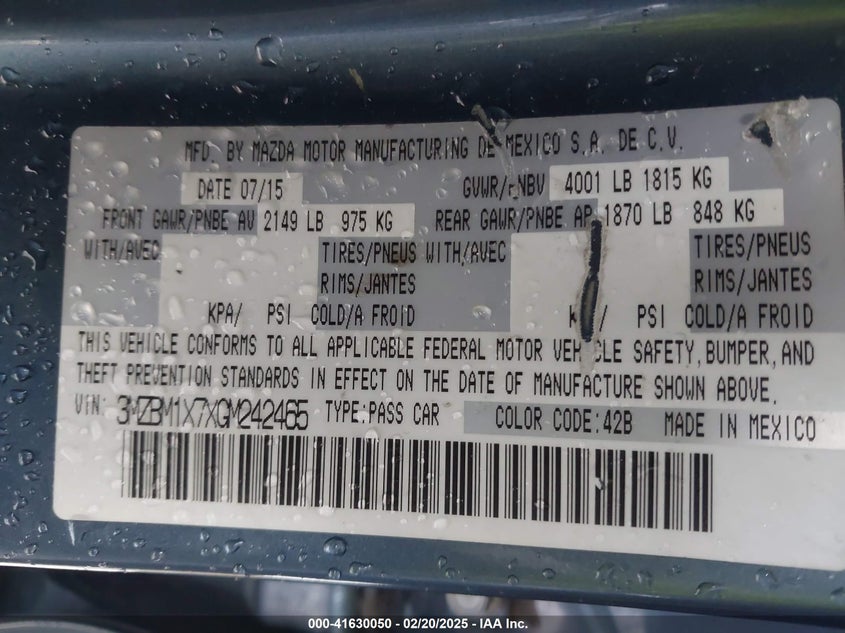 MFD. BY MAZDA MOTOR MANUFACTURING DE MEXICO S.A. DE C.V.
DATE 07/15 GVWR/PNBV 4001 LB 1815 KG
FRONT GAWR/PNBE AV 2149 LB 975 KG REAR GAWR/PNBE AR 1870 LB 848 KG
WITH/AVEC TIRES/PNEUS WITH/AVEC TIRES/PNEUS
RIMS/JANTES RIMS/JANTES
KPA/ PSI COLD/A FROID KPA/ PSI COLD/A FROID
THIS VEHICLE CONFORMS TO ALL APPLICABLE FEDERAL MOTOR VEHICLE SAFETY, BUMPER, AND
THEFT PREVENTION STANDARDS IN EFFECT ON THE DATE OF MANUFACTURE SHOWN ABOVE.
VIN: 3MZBM1X7XGM242465 TYPE:PASS CAR COLOR CODE:42B MADE IN MEXICO
000-41630050 - 02/20/2025 - IAA Inc.